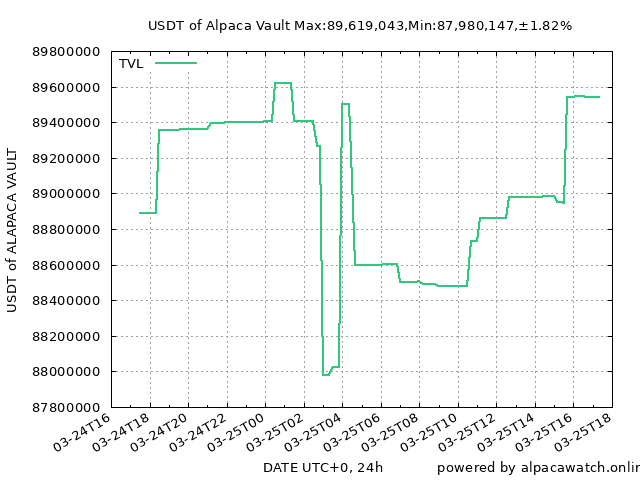 USDT of Alpaca Vault Max:89,619,043,Min:87,980,147,±1.82%
89800000
TVL
89600000
89400000
89200000
89000000
88800000
88600000
88400000
88200000
88000000
87800000
USDT of ALAPACA VAULT
03-24T16
03-24T18
03-24T20
03-24T22
03-25T00
03-25T02
03-25T04
03-25T06
03-25T08
03-25T10
03-25T12
03-25T14
03-25T16
03-25T18
DATE UTC+0, 24h
powered by alpacawatch.onlin